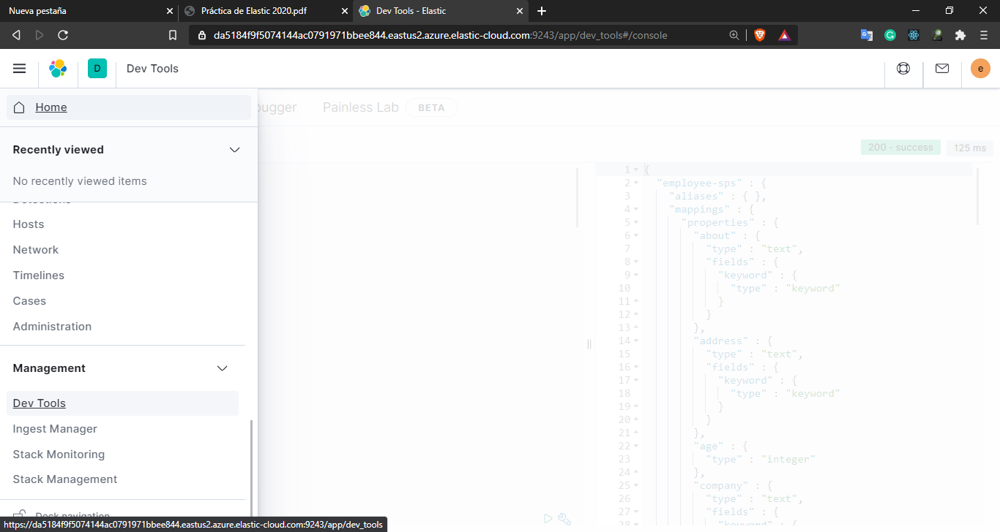 Nueva pestaña
Práctica de Elastic 2020.pdf
Dev Tools - Elastic
da5184f9f5074144ac0791971bbee844.eastus2.azure.elastic-cloud.com:9243/app/dev_tools#/console
D
Dev Tools
e
Home
Recently viewed
No recently viewed items
Detections
Hosts
Network
Timelines
Cases
Administration
Management
Dev Tools
Ingest Manager
Stack Monitoring
Stack Management
Dock navigation
https://da5184f9f5074144ac0791971bbee844.eastus2.azure.elastic-cloud.com:9243/app/dev_tools
bugger
Painless Lab
BETA
200 - success
125 ms
1 {
2 "employee-sps" : {
3 "aliases" : { },
4 "mappings" : {
5 "properties" : {
6 "about" : {
7 "type" : "text",
8 "fields" : {
9 "keyword" : {
10 "type" : "keyword"
11 }
12 }
13 },
14 "address" : {
15 "type" : "text",
16 "fields" : {
17 "keyword" : {
18 "type" : "keyword"
19 }
20 }
21 },
22 "age" : {
23 "type" : "integer"
24 },
25 "company" : {
26 "type" : "text",
27 "fields" : {
28 "keyword" : {